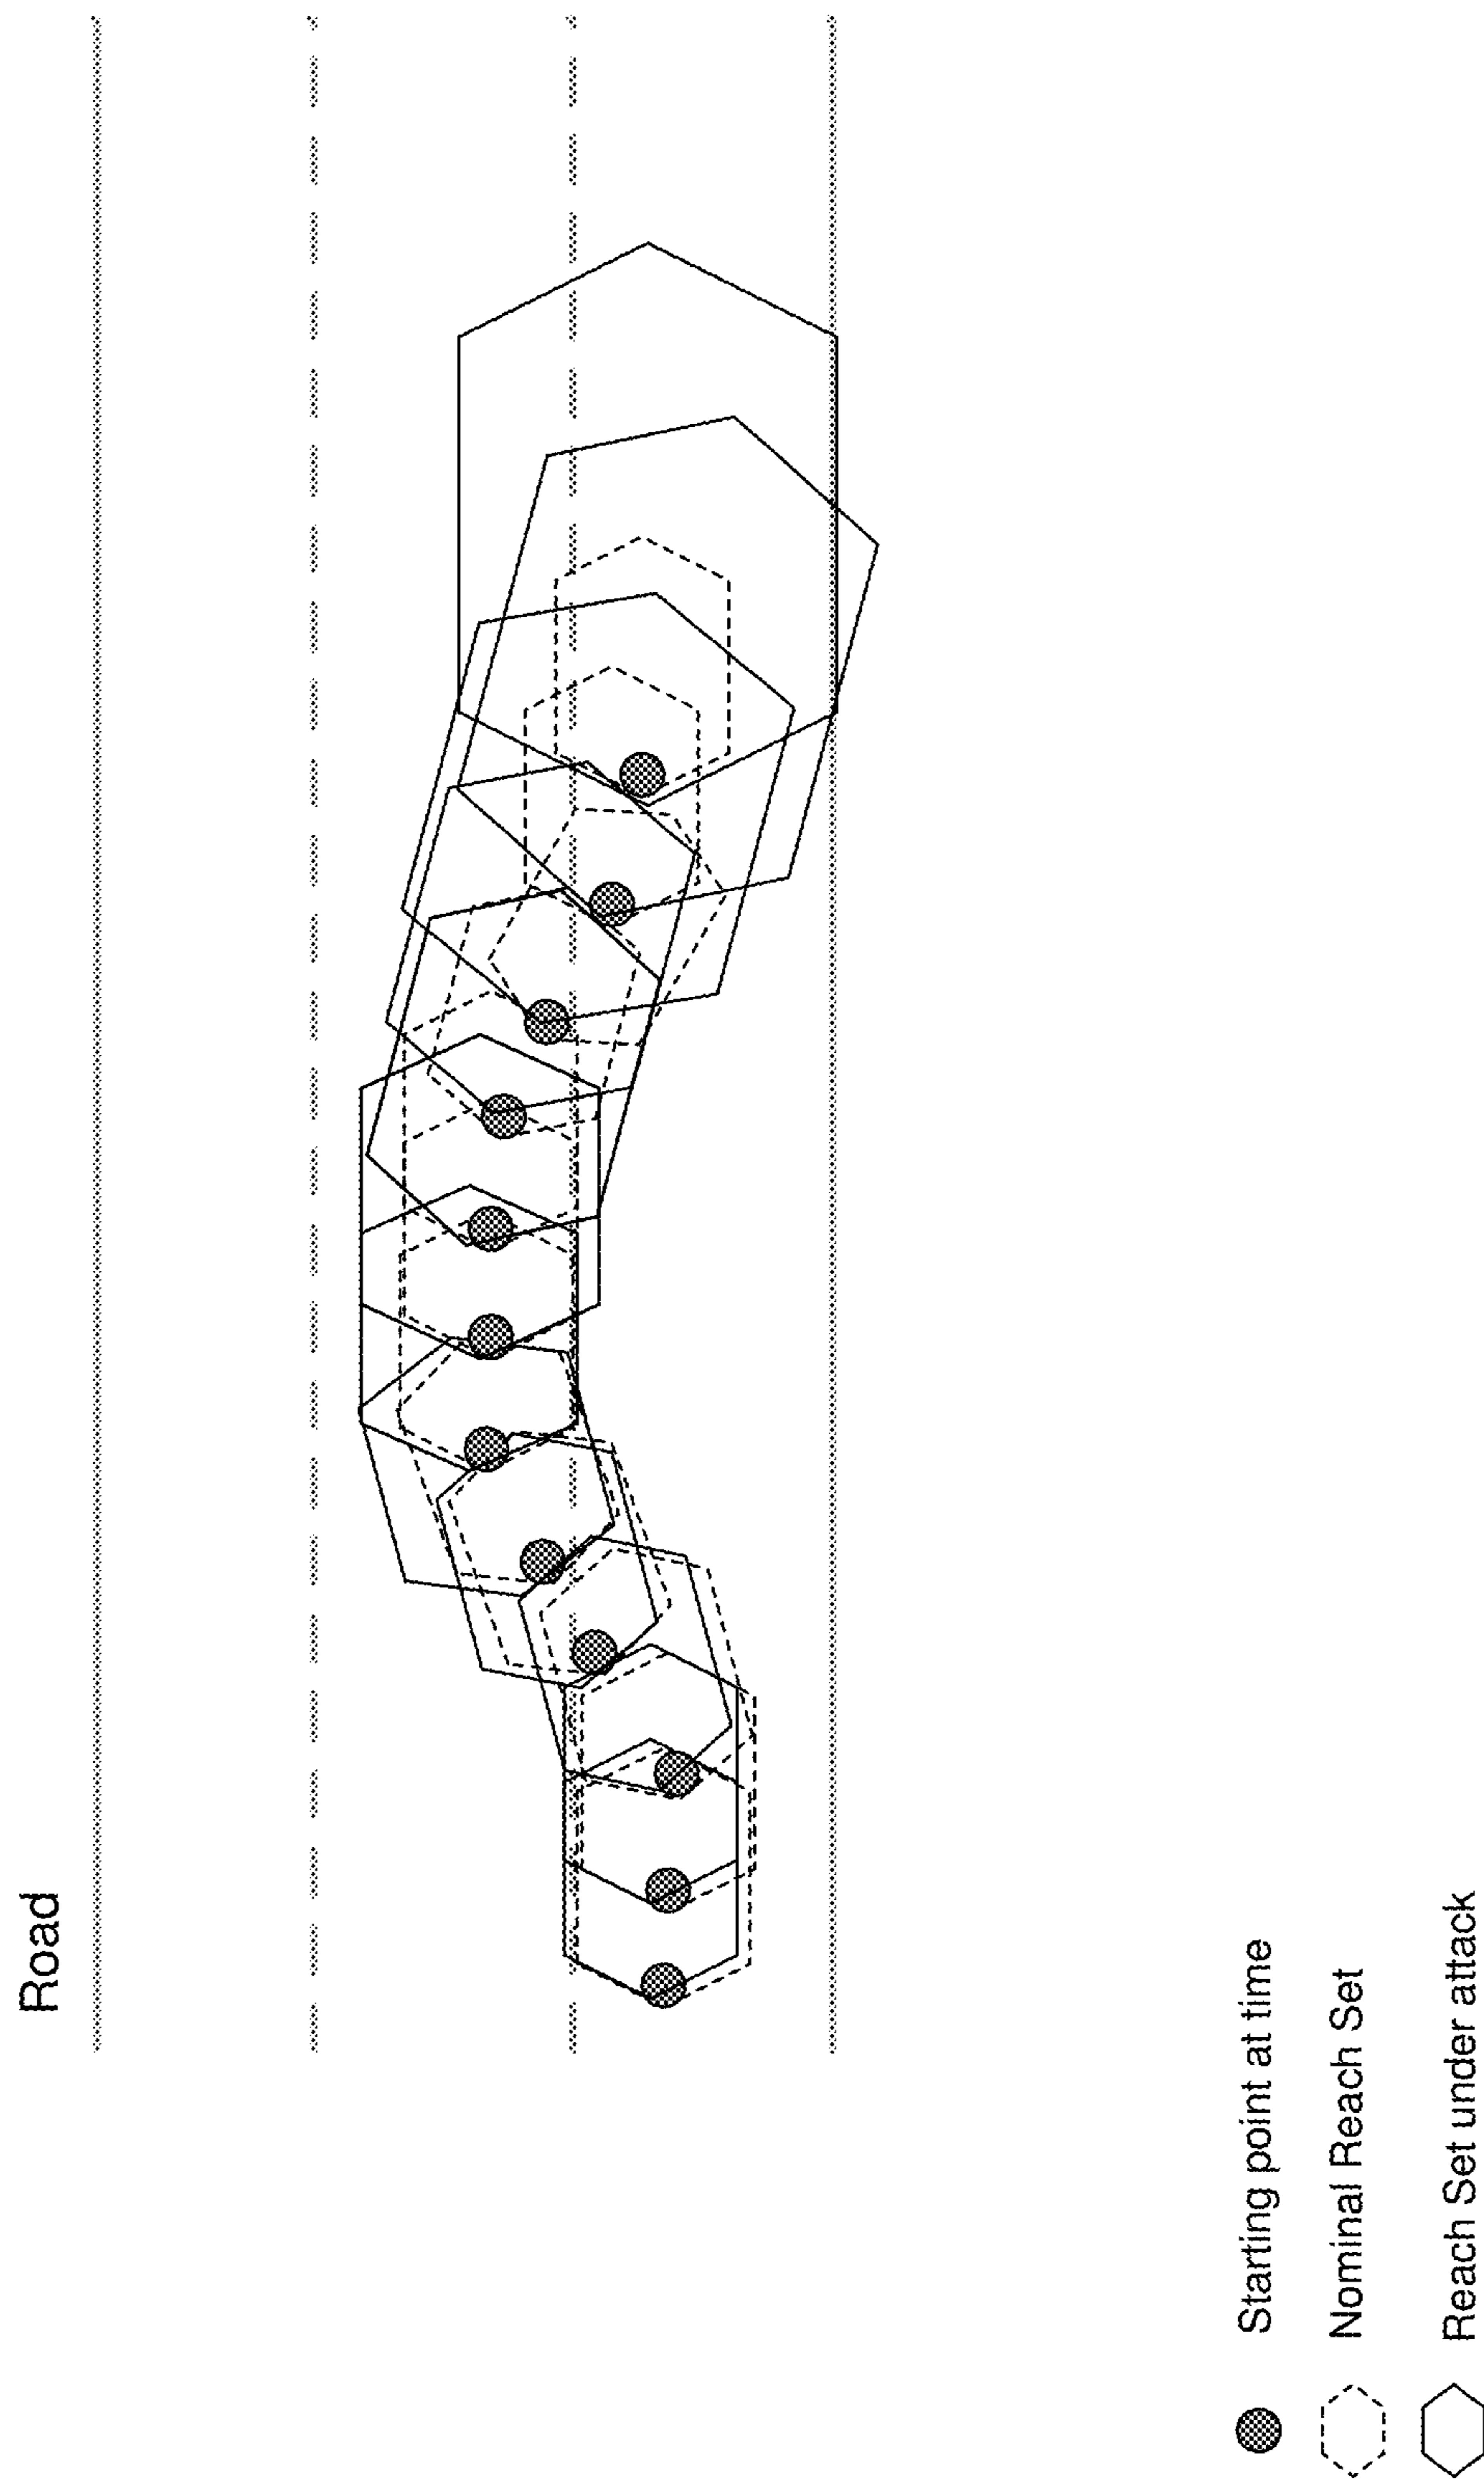 Road
Starting point at time
Nominal Reach Set
Reach Set under attack